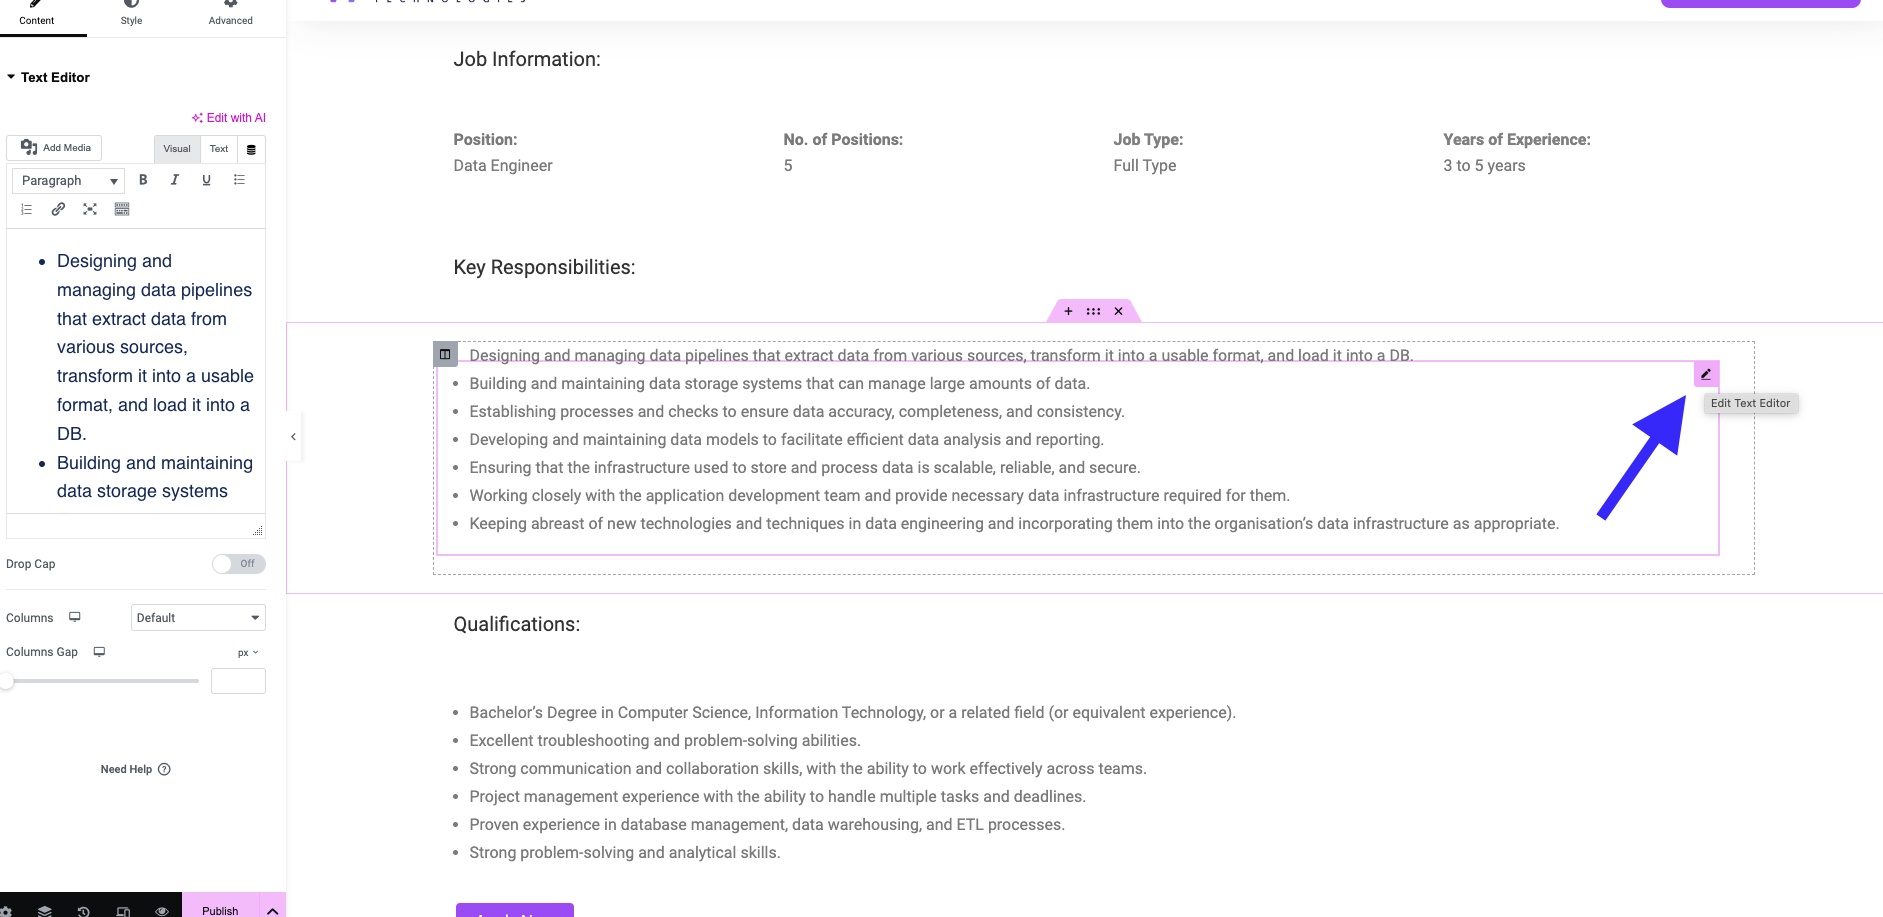 Content Style Advanced
TECHNOLOGIES
Text Editor
Edit with AI
Add Media
Visual Text
Paragraph B I U
Designing and
managing data pipelines
that extract data from
various sources,
transform it into a usable
format, and load it into a
DB.
Building and maintaining
data storage systems
Drop Cap Off
Columns Default
Columns Gap px
Need Help
Publish
Job Information:
Position: No. of Positions: Job Type: Years of Experience:
Data Engineer 5 Full Type 3 to 5 years
Key Responsibilities:
Designing and managing data pipelines that extract data from various sources, transform it into a usable format, and load it into a DB.
Building and maintaining data storage systems that can manage large amounts of data.
Edit Text Editor
Establishing processes and checks to ensure data accuracy, completeness, and consistency.
Developing and maintaining data models to facilitate efficient data analysis and reporting.
Ensuring that the infrastructure used to store and process data is scalable, reliable, and secure.
Working closely with the application development team and provide necessary data infrastructure required for them.
Keeping abreast of new technologies and techniques in data engineering and incorporating them into the organisation’s data infrastructure as appropriate.
Qualifications:
Bachelor’s Degree in Computer Science, Information Technology, or a related field (or equivalent experience).
Excellent troubleshooting and problem-solving abilities.
Strong communication and collaboration skills, with the ability to work effectively across teams.
Project management experience with the ability to handle multiple tasks and deadlines.
Proven experience in database management, data warehousing, and ETL processes.
Strong problem-solving and analytical skills.